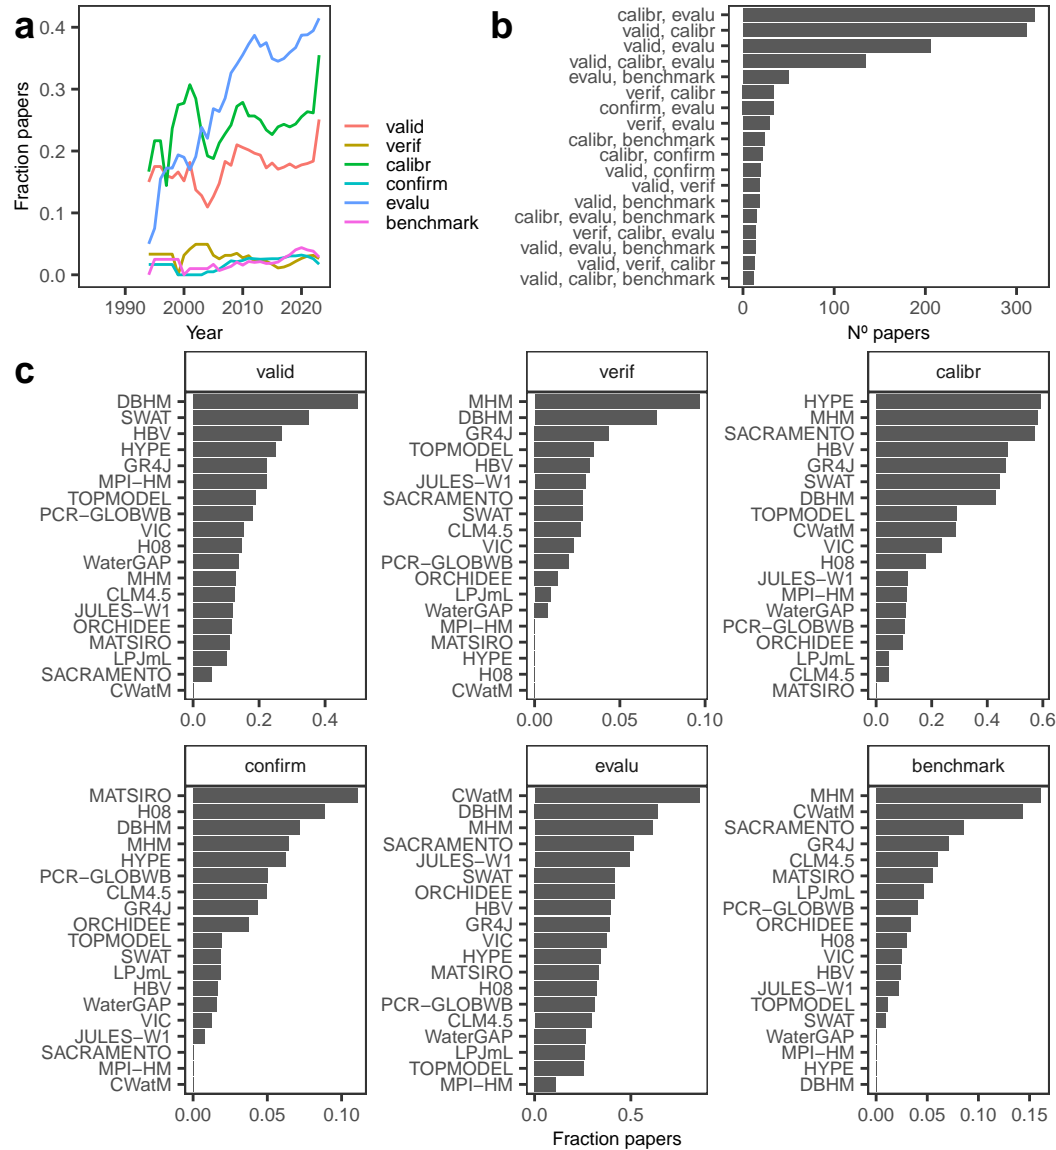 a
0.4
0.3
0.2
0.1
0.0
Fraction papers
1990
2000
2010
2020
Year
valid
verif
calibr
confirm
evalu
benchmark
b
calibr, evalu
valid, calibr
valid, evalu
valid, calibr, evalu
evalu, benchmark
verif, calibr
confirm, evalu
verif, evalu
calibr, benchmark
calibr, confirm
valid, confirm
valid, verif
valid, benchmark
calibr, evalu, benchmark
verif, calibr, evalu
valid, evalu, benchmark
valid, verif, calibr
valid, calibr, benchmark
0
100
200
300
Nº papers
c
valid
DBHM
SWAT
HBV
HYPE
GR4J
MPI−HM
TOPMODEL
PCR−GLOBWB
VIC
H08
WaterGAP
MHM
CLM4.5
JULES−W1
ORCHIDEE
MATSIRO
LPJmL
SACRAMENTO
CWatM
0.0
0.2
0.4
verif
MHM
DBHM
GR4J
TOPMODEL
HBV
JULES−W1
SACRAMENTO
SWAT
CLM4.5
VIC
PCR−GLOBWB
ORCHIDEE
LPJmL
WaterGAP
MPI−HM
MATSIRO
HYPE
H08
CWatM
0.00
0.05
0.10
calibr
HYPE
MHM
SACRAMENTO
HBV
GR4J
SWAT
DBHM
TOPMODEL
CWatM
VIC
H08
JULES−W1
MPI−HM
WaterGAP
PCR−GLOBWB
ORCHIDEE
LPJmL
CLM4.5
MATSIRO
0.0
0.2
0.4
0.6
confirm
MATSIRO
H08
DBHM
MHM
HYPE
PCR−GLOBWB
CLM4.5
GR4J
ORCHIDEE
TOPMODEL
SWAT
LPJmL
HBV
WaterGAP
VIC
JULES−W1
SACRAMENTO
MPI−HM
CWatM
0.00
0.05
0.10
evalu
CWatM
DBHM
MHM
SACRAMENTO
JULES−W1
SWAT
ORCHIDEE
HBV
GR4J
VIC
HYPE
MATSIRO
H08
PCR−GLOBWB
CLM4.5
WaterGAP
LPJmL
TOPMODEL
MPI−HM
0.0
0.5
benchmark
MHM
CWatM
SACRAMENTO
GR4J
CLM4.5
MATSIRO
LPJmL
PCR−GLOBWB
ORCHIDEE
H08
VIC
HBV
JULES−W1
TOPMODEL
SWAT
WaterGAP
MPI−HM
HYPE
DBHM
0.00
0.05
0.10
0.15
Fraction papers